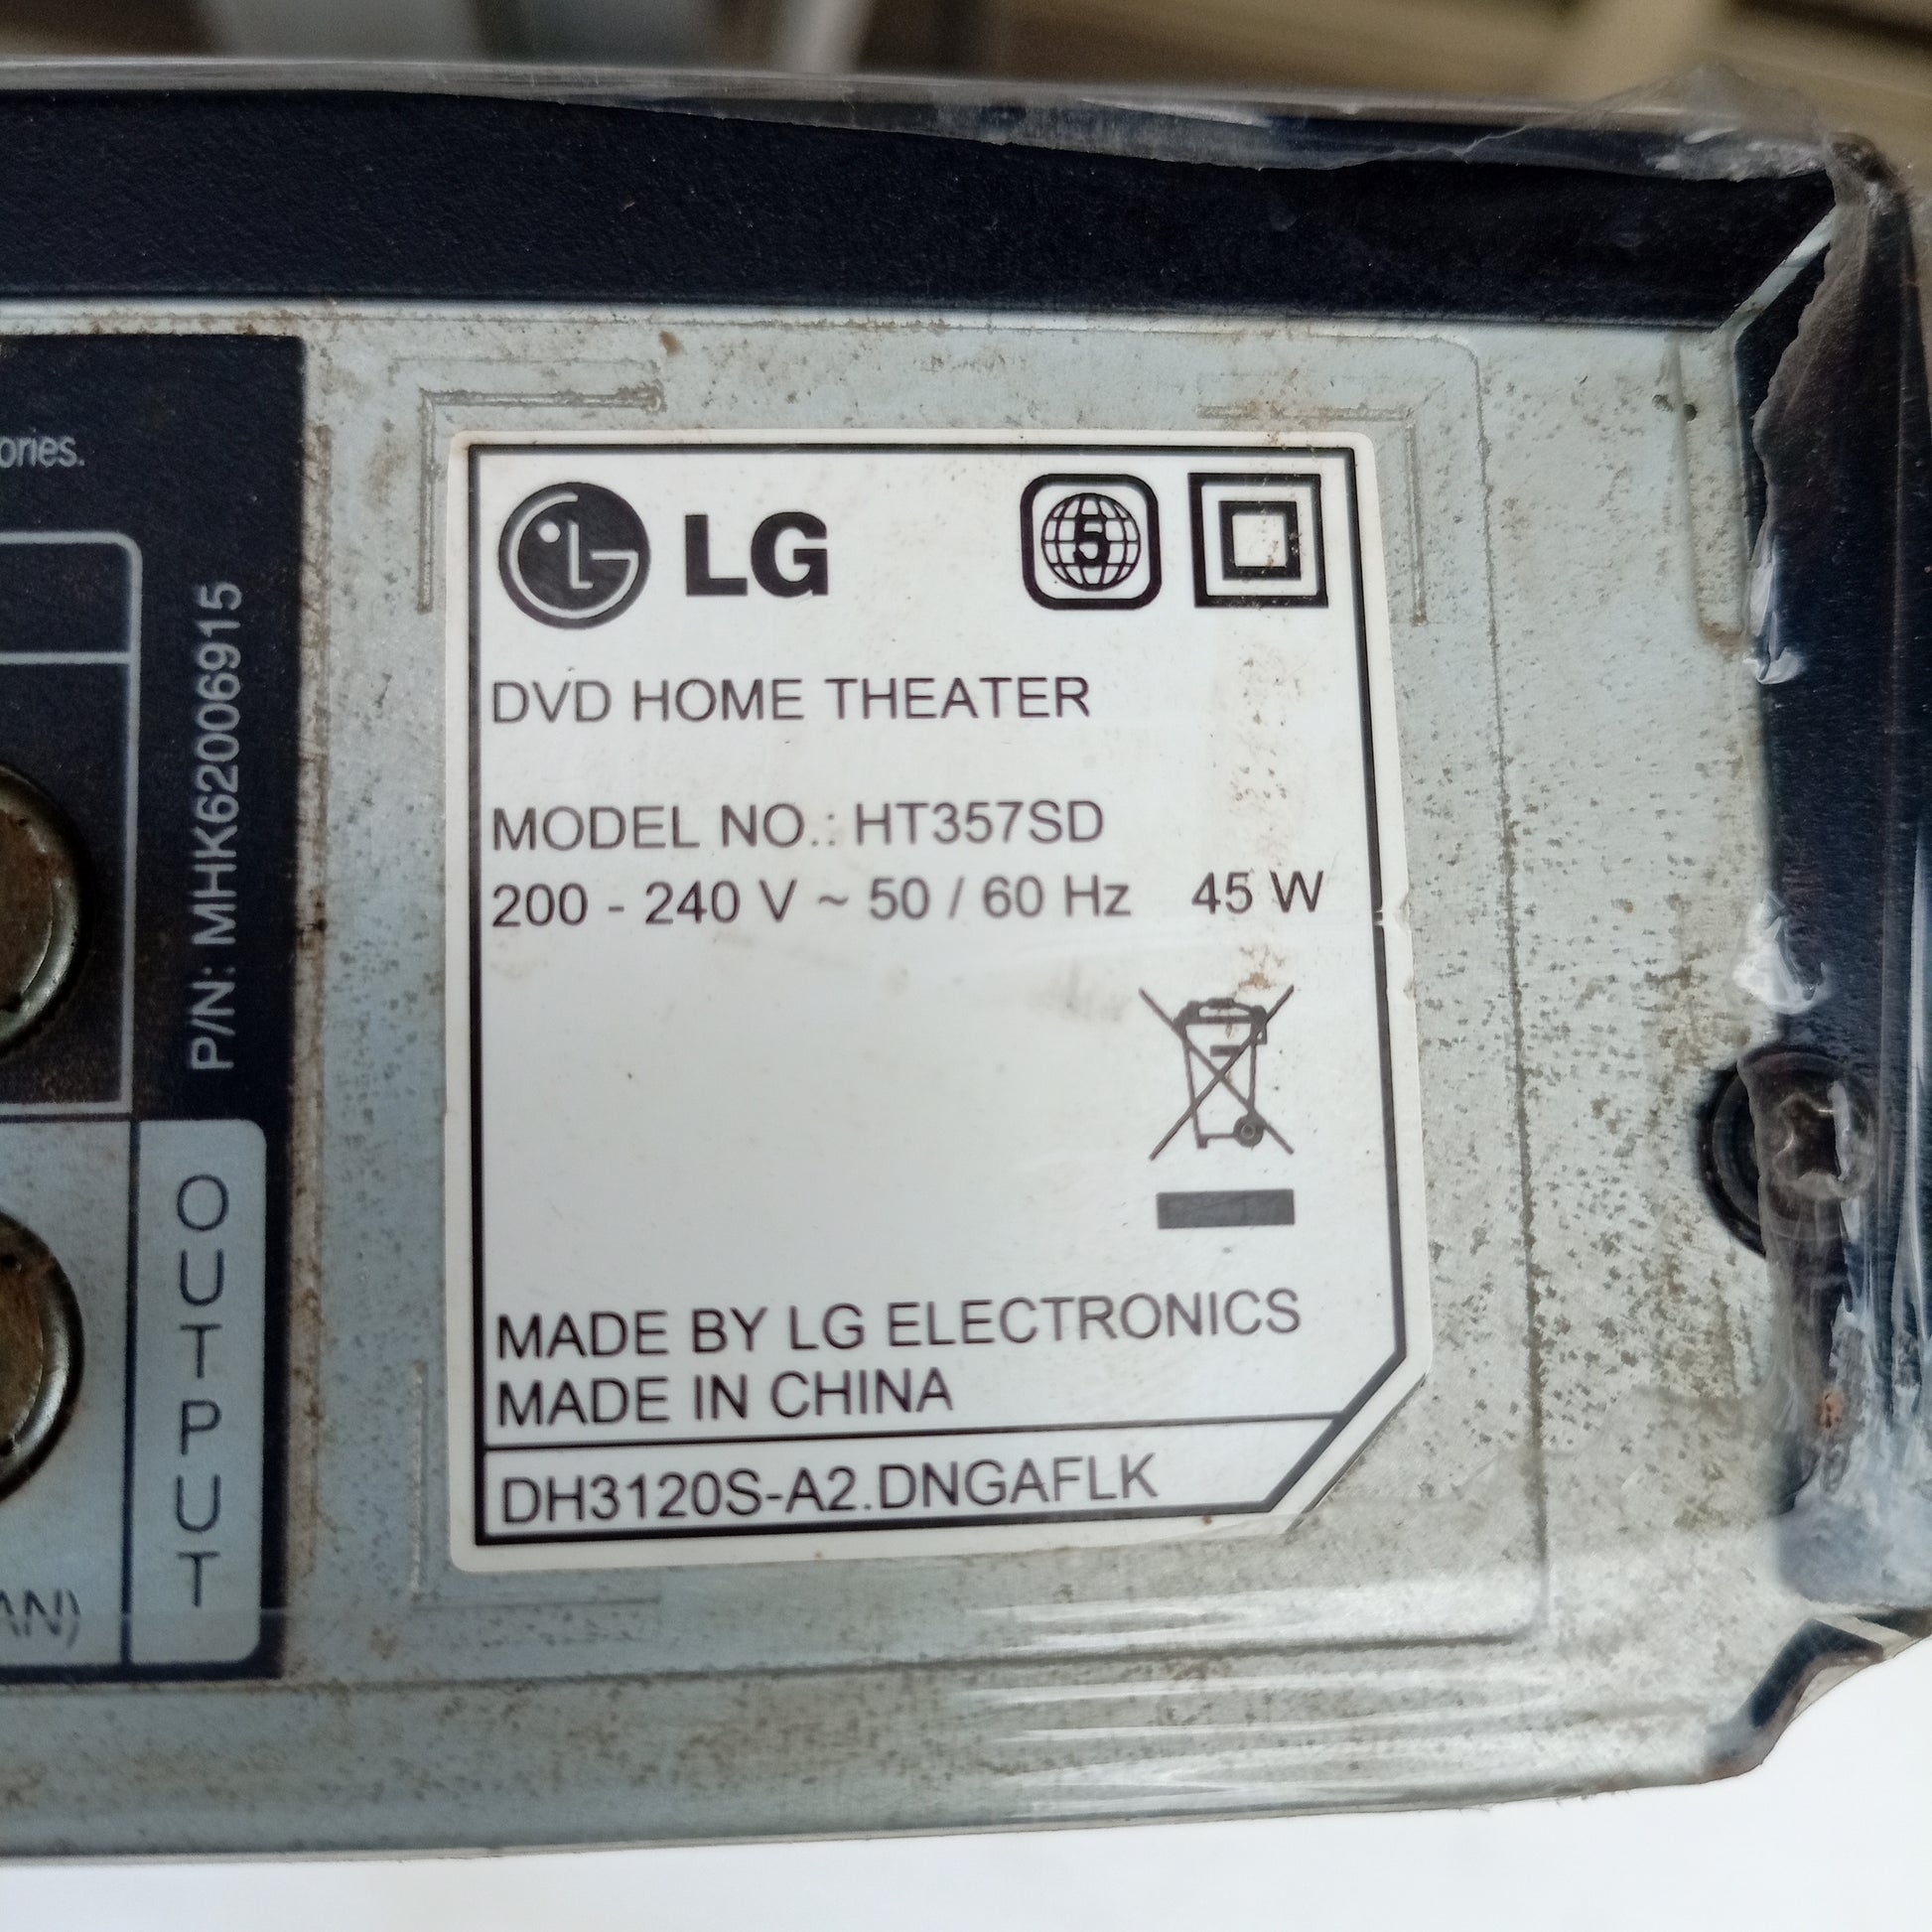 ories.
P/N: MHK62006915
OUTPUT
AN)
LG
5
DVD HOME THEATER
MODEL NO.: HT357SD
200 - 240 V ~ 50 / 60 Hz 45 W
MADE BY LG ELECTRONICS
MADE IN CHINA
DH3120S-A2.DNGAFLK